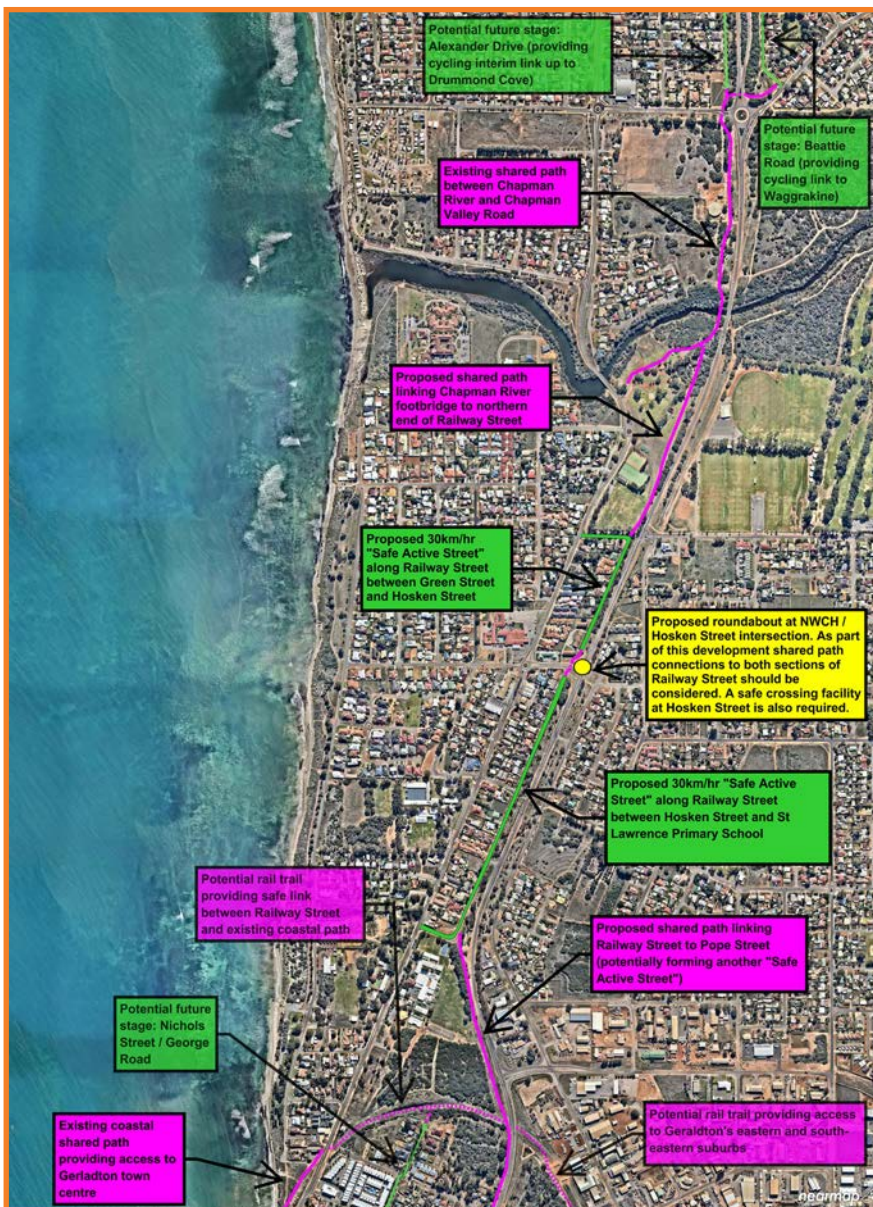 Potential future stage:
Alexander Drive (providing
cycling interim link up to
Drummond Cove)
Potential future
stage: Beattie
Road (providing
cycling link to
Waggrakine)
Existing shared path
between Chapman
River and Chapman
Valley Road
Proposed shared path
linking Chapman River
footbridge to northern
end of Railway Street
Proposed 30km/hr
"Safe Active Street"
along Railway Street
between Green Street
and Hosken Street
Proposed roundabout at NWCH /
Hosken Street intersection. As part
of this development shared path
connections to both sections of
Railway Street should be
considered. A safe crossing facility
at Hosken Street is also required.
Proposed 30km/hr "Safe Active
Street" along Railway Street
between Hosken Street and St
Lawrence Primary School
Potential rail trail
providing safe link
between Railway Street
and existing coastal path
Proposed shared path linking
Railway Street to Pope Street
(potentially forming another "Safe
Active Street")
Potential future
stage: Nichols
Street / George
Road
Existing coastal
shared path
providing access to
Gerladton town
centre
Potential rail trail providing access
to Geraldton's eastern and south-
eastern suburbs
nearmap